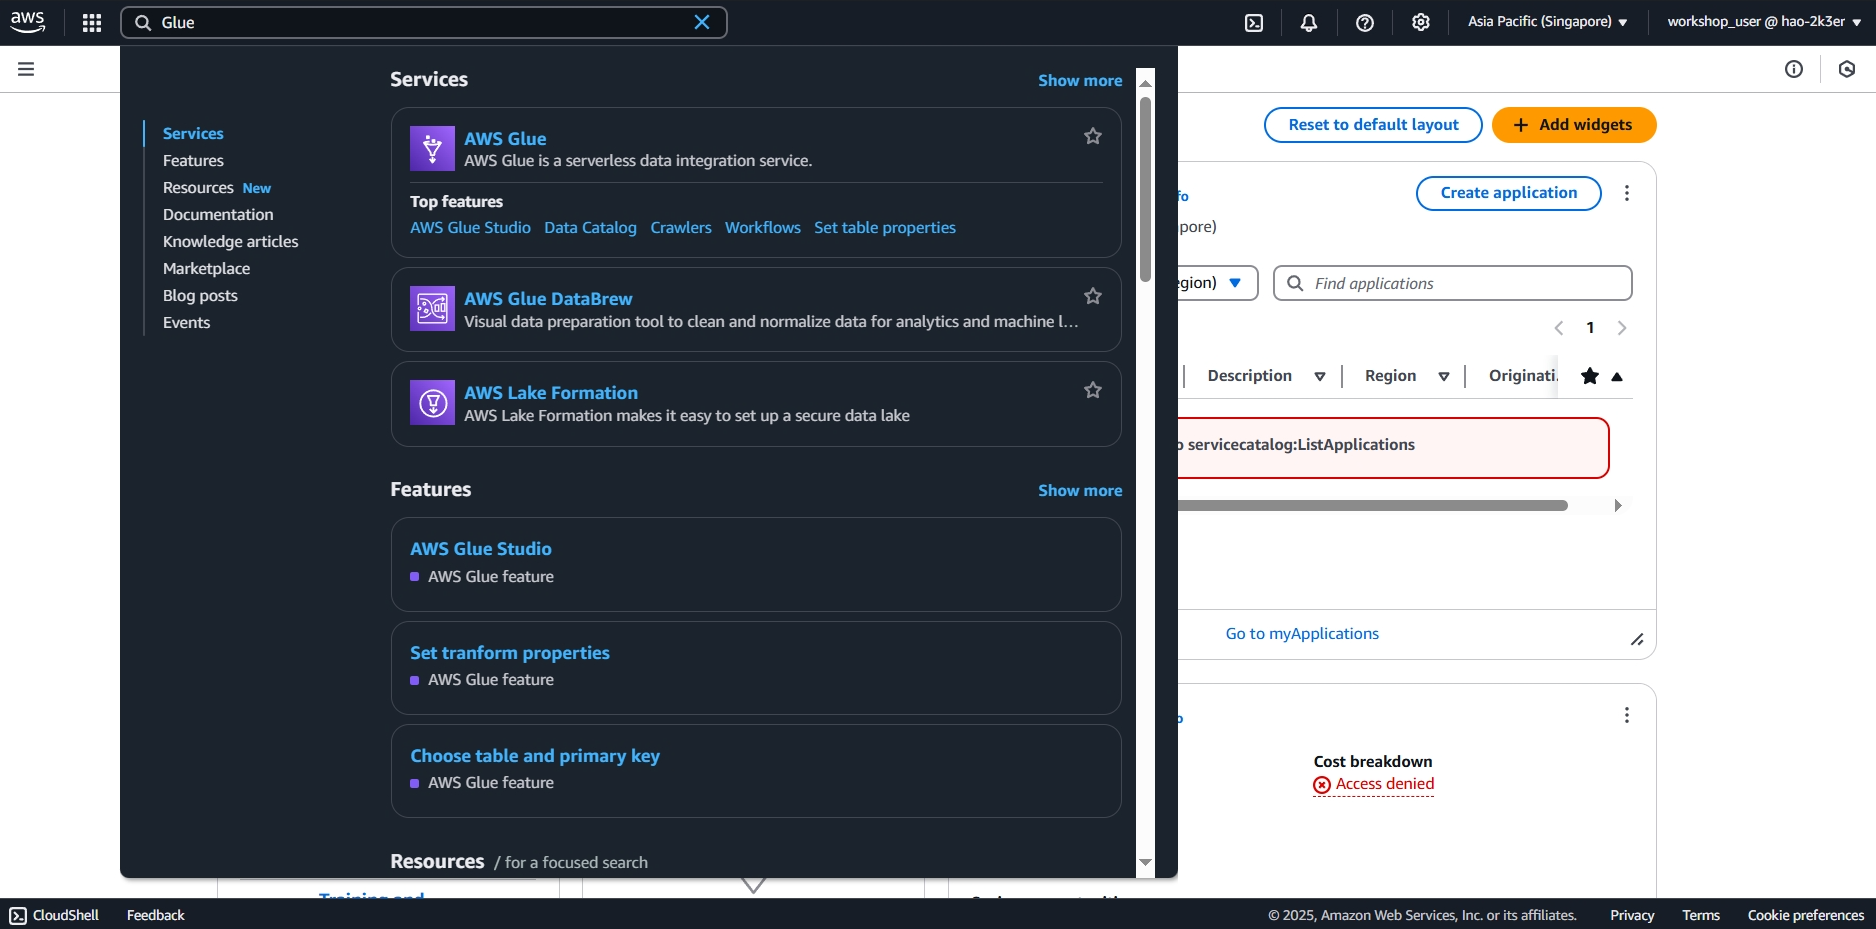 aws
Glue
Asia Pacific (Singapore)
workshop_user @ hao-2k3er
Services
Features
Resources New
Documentation
Knowledge articles
Marketplace
Blog posts
Events
Services
Show more
AWS Glue
AWS Glue is a serverless data integration service.
Top features
AWS Glue Studio Data Catalog Crawlers Workflows Set table properties
AWS Glue DataBrew
Visual data preparation tool to clean and normalize data for analytics and machine l...
AWS Lake Formation
AWS Lake Formation makes it easy to set up a secure data lake
Features
Show more
AWS Glue Studio
AWS Glue feature
Set tranform properties
AWS Glue feature
Choose table and primary key
AWS Glue feature
Resources / for a focused search
Reset to default layout
+ Add widgets
fo
Create application
pore)
egion)
Find applications
1
Description
Region
Originati
o servicecatalog:ListApplications
Go to myApplications
o
Cost breakdown
Access denied
Training and
CloudShell
Feedback
© 2025, Amazon Web Services, Inc. or its affiliates.
Privacy
Terms
Cookie preferences